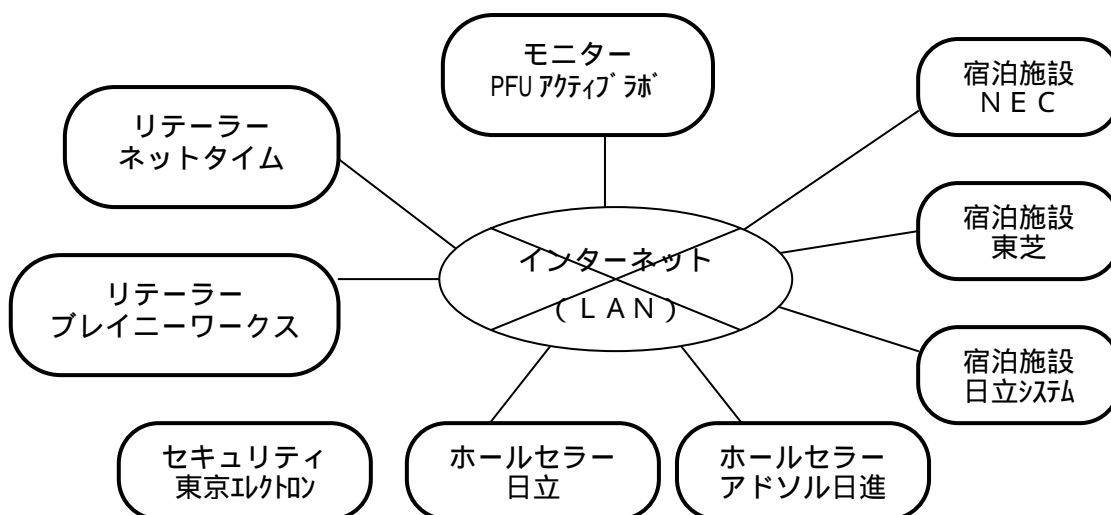 モニター
PFU ｱｸﾃｨﾌﾞﾗﾎﾞ
宿泊施設
ＮＥＣ
リテーラー
ネットタイム
宿泊施設
東芝
インターネット
（ＬＡＮ）
リテーラー
ブレイニーワークス
宿泊施設
日立ｼｽﾃﾑ
セキュリティ
東京ｴﾚｸﾄﾛﾝ
ホールセラー
日立
ホールセラー
アドソル日進